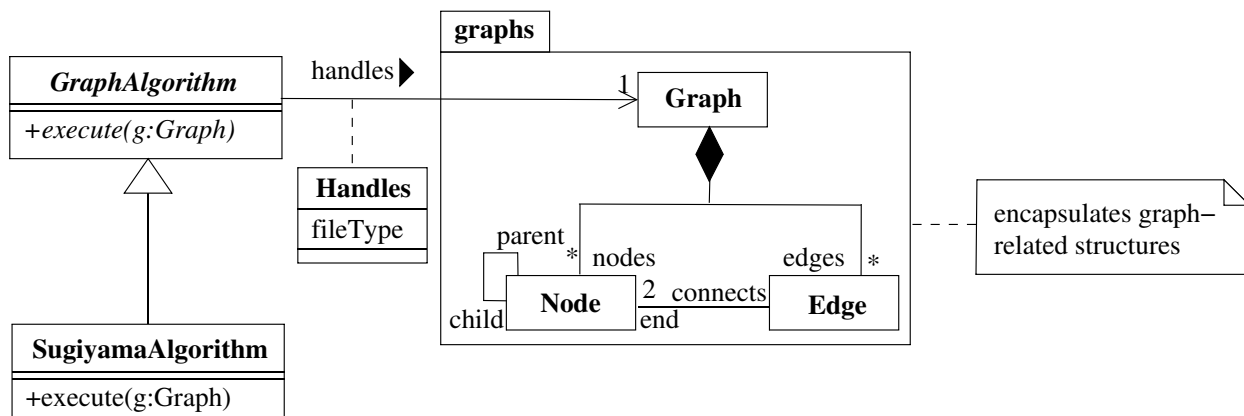 graphs
GraphAlgorithm
+execute(g:Graph)
handles
1
Graph
Handles
fileType
encapsulates graph–
related structures
parent
*
nodes
edges
*
child
Node
2
connects
end
Edge
SugiyamaAlgorithm
+execute(g:Graph)